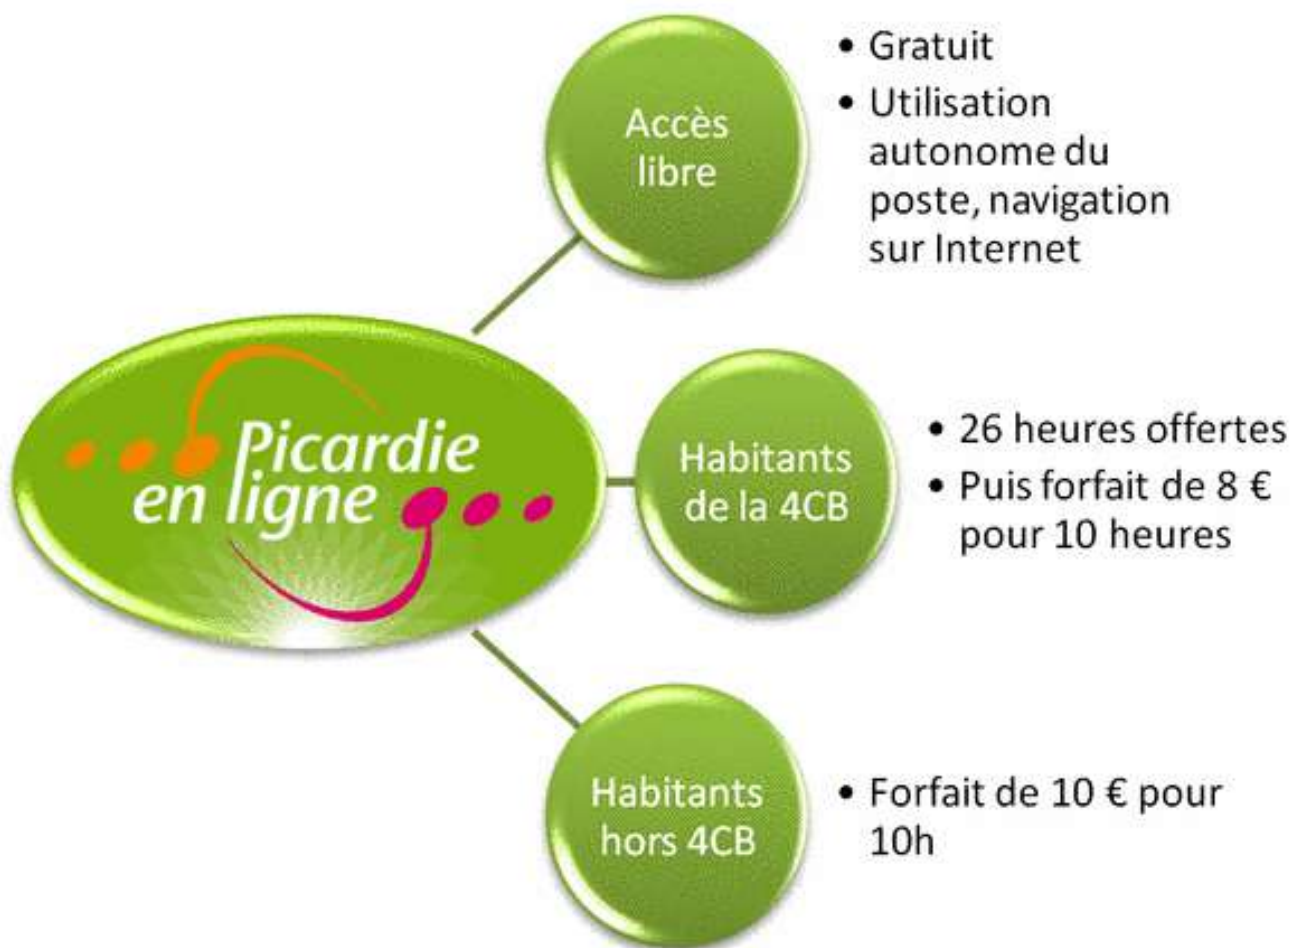 Accès
libre
• Gratuit
• Utilisation
autonome du
poste, navigation
sur Internet
Picardie
en ligne
Habitants
de la 4CB
• 26 heures offertes
• Puis forfait de 8 €
pour 10 heures
Habitants
hors 4CB
• Forfait de 10 € pour
10h